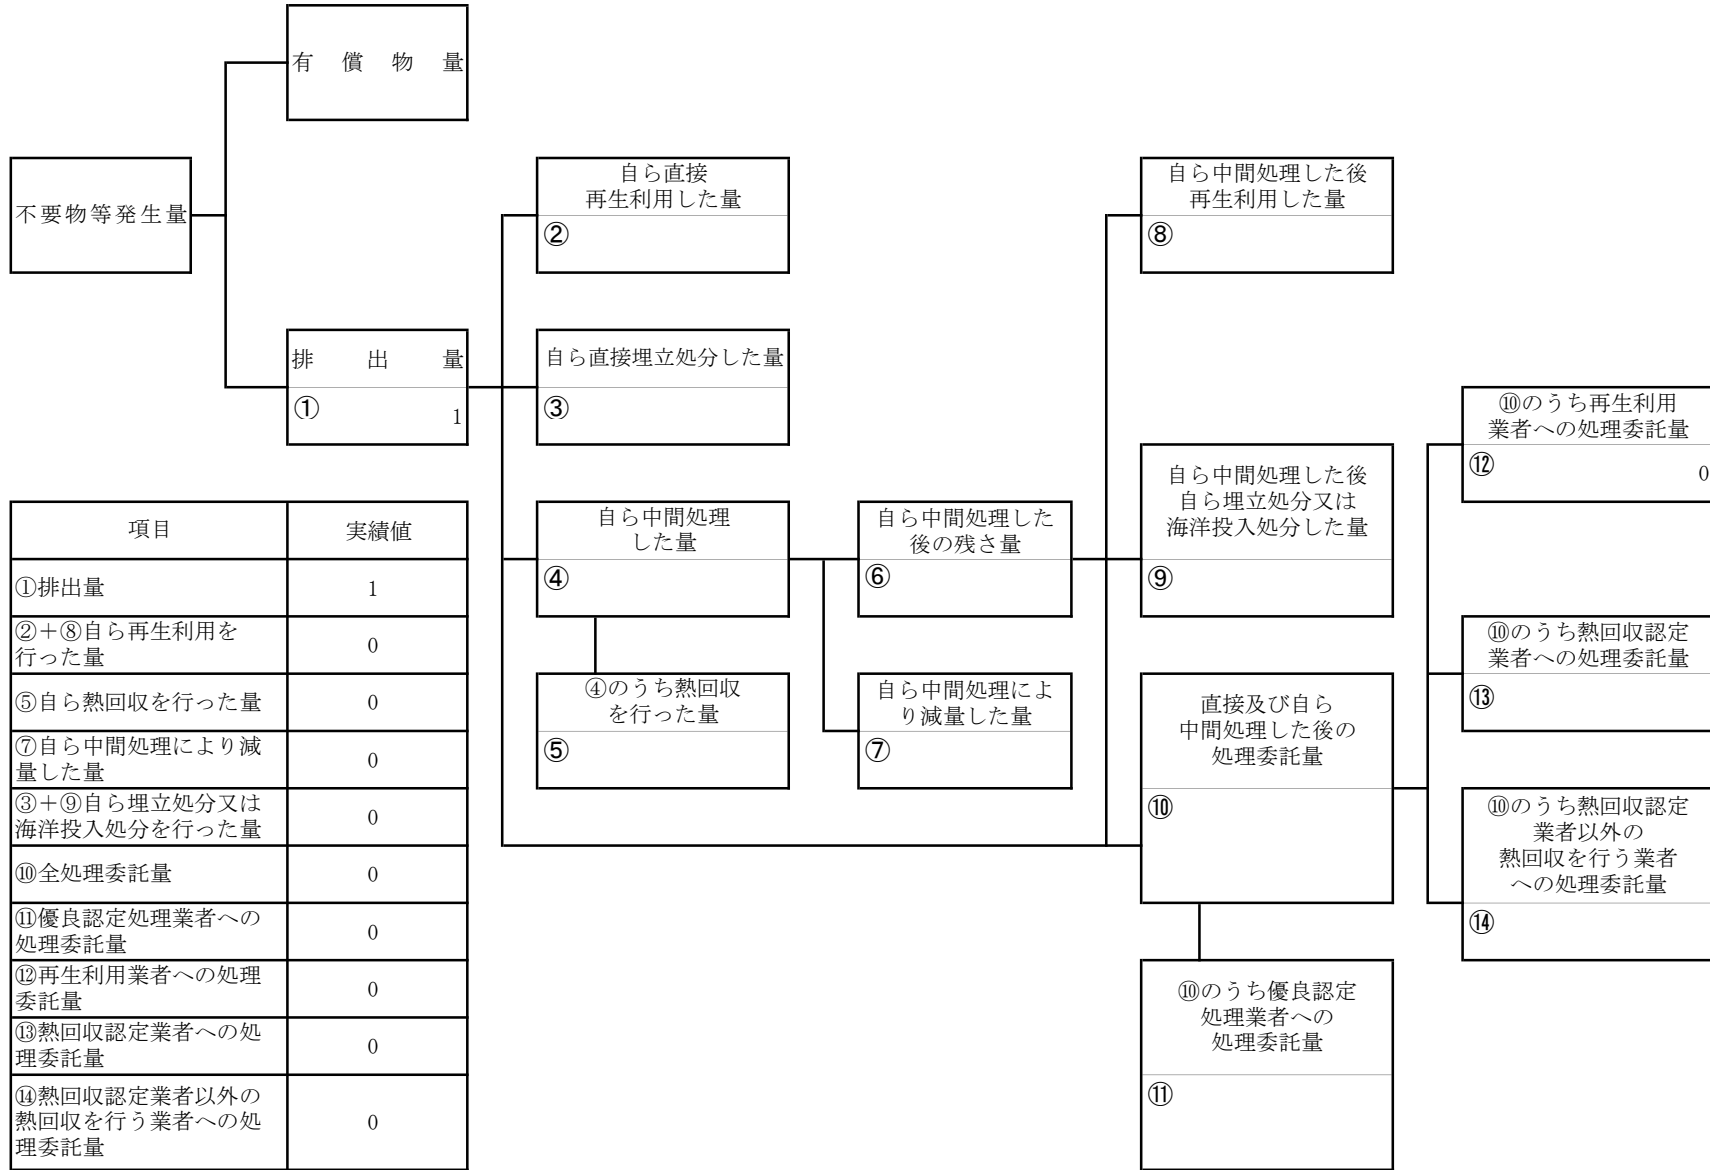 有償物量
不要物等発生量
排出量
①
1
自ら直接
再生利用した量
②
自ら直接埋立処分した量
③
自ら中間処理
した量
④
④のうち熱回収
を行った量
⑤
自ら中間処理した
後の残さ量
⑥
自ら中間処理によ
り減量した量
⑦
自ら中間処理した後
再生利用した量
⑧
自ら中間処理した後
自ら埋立処分又は
海洋投入処分した量
⑨
直接及び自ら
中間処理した後の
処理委託量
⑩
⑩のうち優良認定
処理業者への
処理委託量
⑪
⑩のうち再生利用
業者への処理委託量
⑫
0
⑩のうち熱回収認定
業者への処理委託量
⑬
⑩のうち熱回収認定
業者以外の
熱回収を行う業者
への処理委託量
⑭
項目 実績値
①排出量 1
②+⑧自ら再生利用を
行った量 0
⑤自ら熱回収を行った量 0
⑦自ら中間処理により減
量した量 0
③+⑨自ら埋立処分又は
海洋投入処分を行った量 0
⑩全処理委託量 0
⑪優良認定処理業者への
処理委託量 0
⑫再生利用業者への処理
委託量 0
⑬熱回収認定業者への処
理委託量 0
⑭熱回収認定業者以外の
熱回収を行う業者への処
理委託量 0